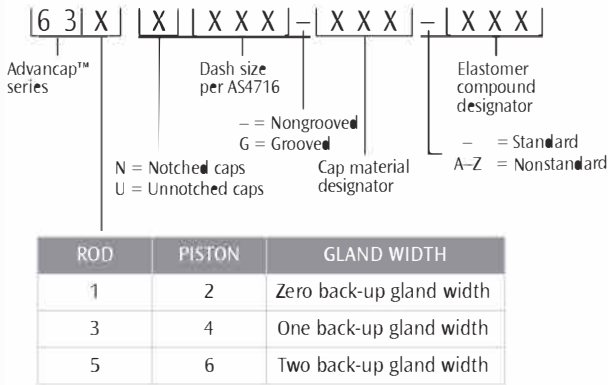 6 3 X X X X X – X X X – X X X
Advancap™ series
Dash size per AS4716
Elastomer compound designator
– = Nongrooved
G = Grooved
– = Standard
A–Z = Nonstandard
N = Notched caps
U = Unnotched caps
Cap material designator
ROD PISTON GLAND WIDTH
1 2 Zero back-up gland width
3 4 One back-up gland width
5 6 Two back-up gland width